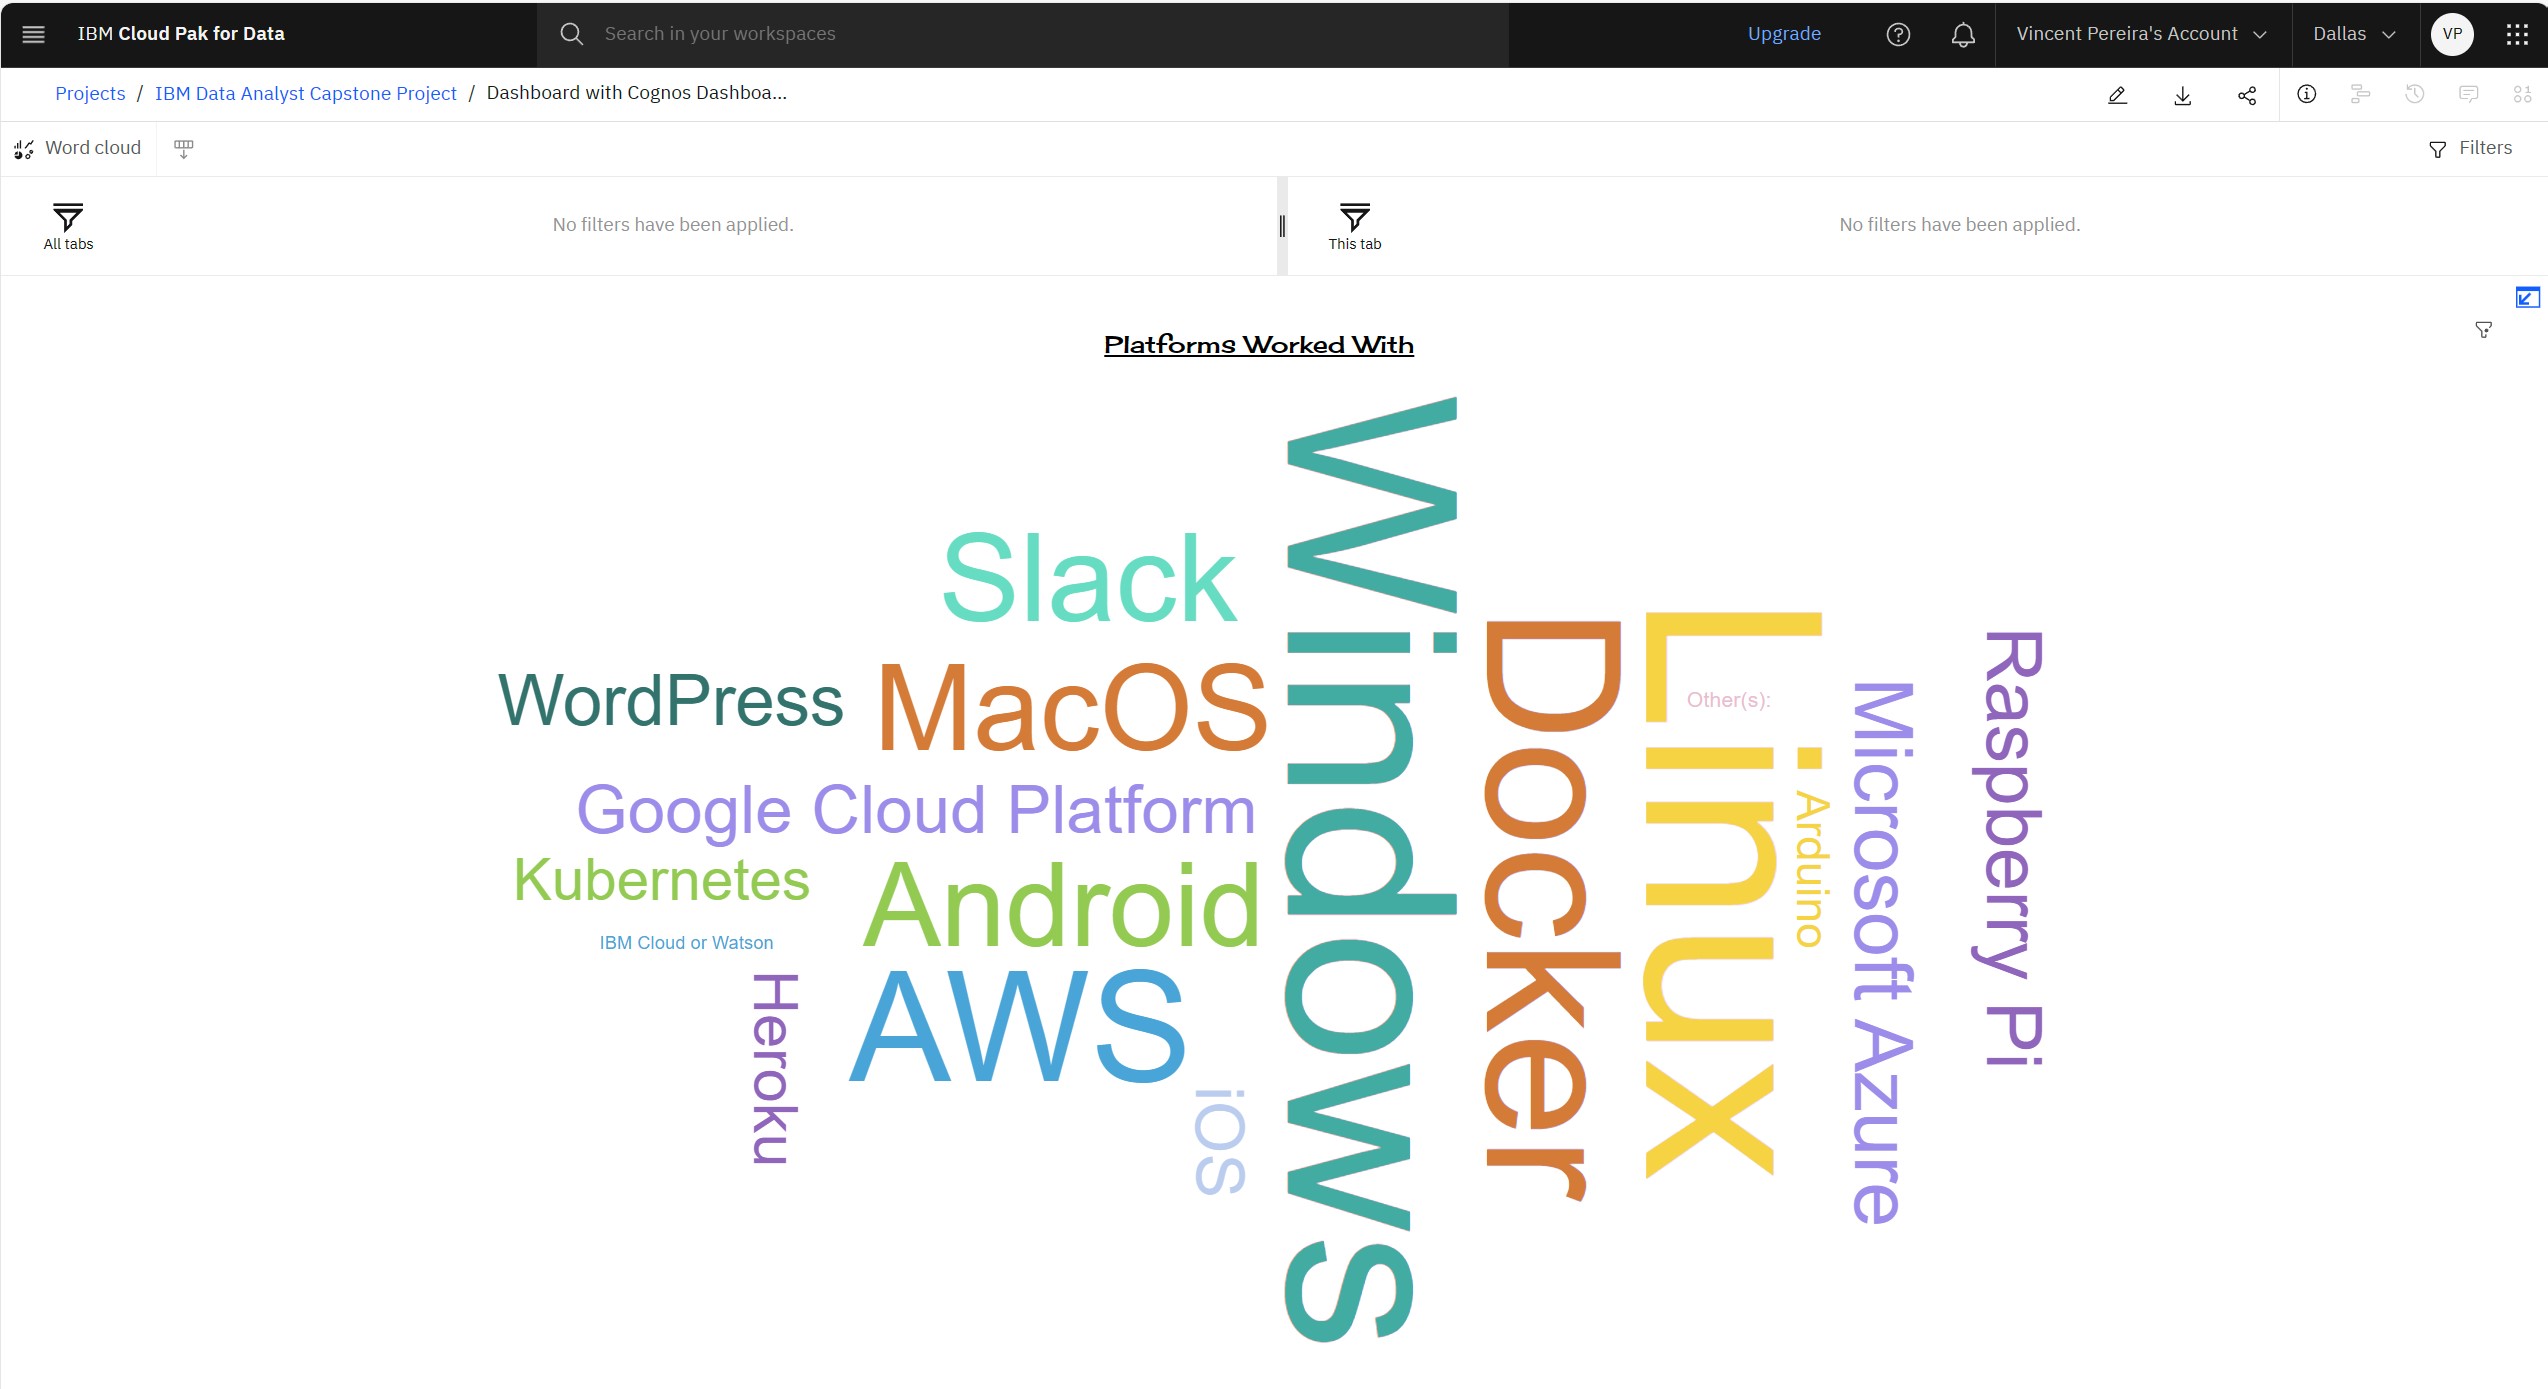 IBM Cloud Pak for Data
Search in your workspaces
Upgrade
Vincent Pereira's Account
Dallas
VP
Projects / IBM Data Analyst Capstone Project / Dashboard with Cognos Dashboa...
Word cloud
Filters
All tabs
No filters have been applied.
This tab
No filters have been applied.
Platforms Worked With
Slack
WordPress
MacOS
Google Cloud Platform
Kubernetes
Android
IBM Cloud or Watson
Heroku
AWS
iOS
Windows
Docker
Linux
Other(s):
Arduino
Microsoft Azure
Raspberry Pi